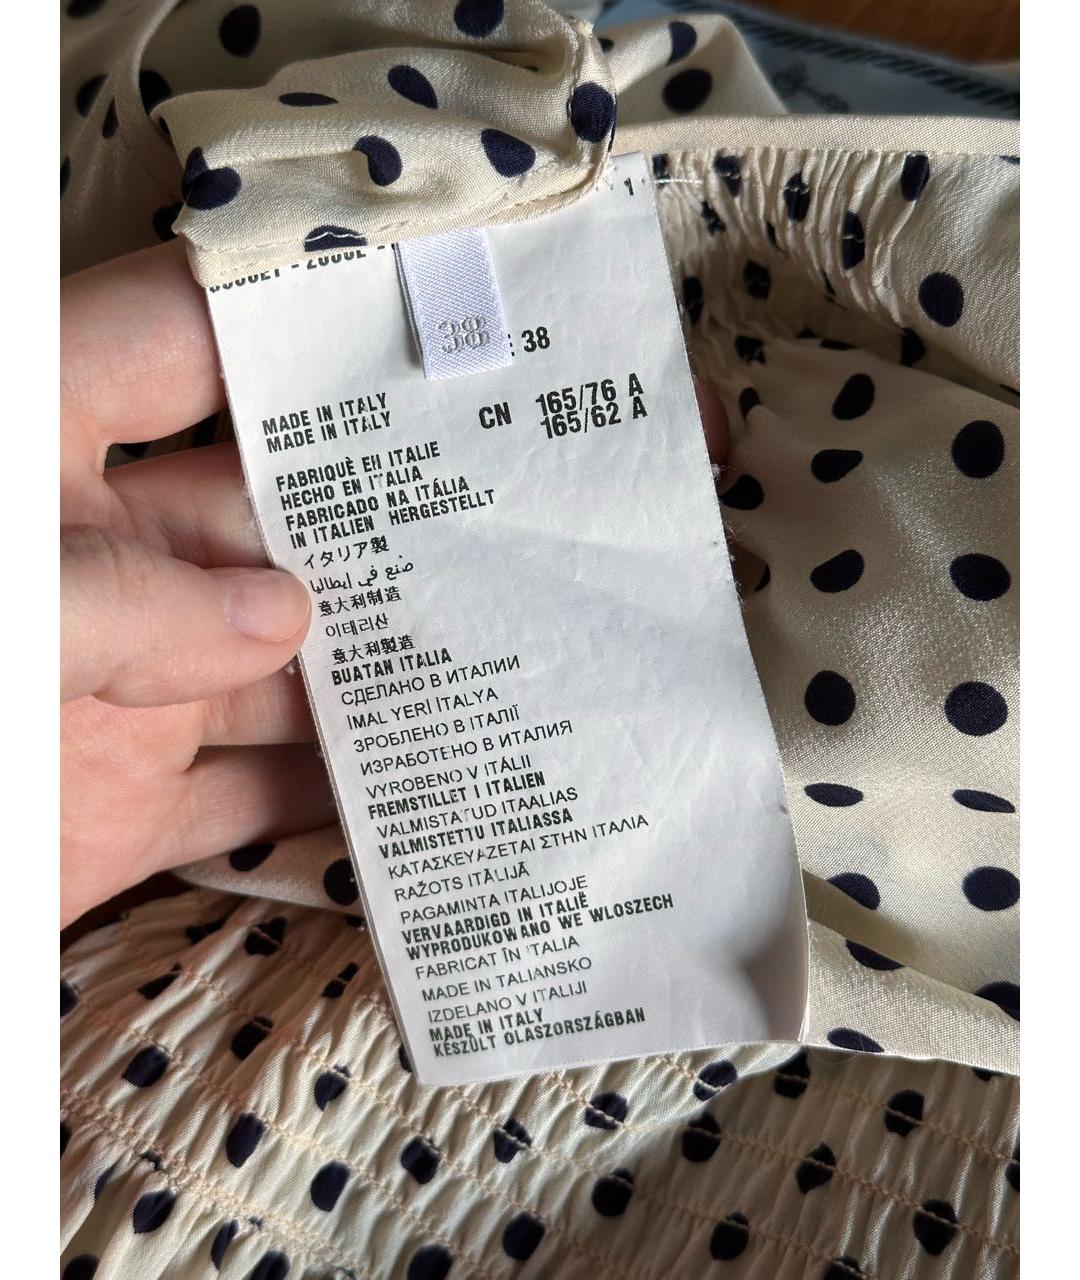 1
38
: 38
MADE IN ITALY
MADE IN ITALY
CN 165/76 A
165/62 A
FABRIQUÈ EN ITALIE
HECHO EN ITALIA
FABRICADO NA ITÁLIA
IN ITALIEN HERGESTELLT
イタリア製
صنع في ايطاليا
意大利制造
이태리산
意大利製造
BUATAN ITALIA
СДЕЛАНО В ИТАЛИИ
İMAL YERİ İTALYA
ЗРОБЛЕНО В ІТАЛІЇ
ИЗРАБОТЕНО В ИТАЛИЯ
VYROBENO V ITÁLII
FREMSTILLET I ITALIEN
VALMISTATUD ITAALIAS
VALMISTETTU ITALIASSA
ΚΑΤΑΣΚΕΥΑΖΕΤΑΙ ΣΤΗΝ ΙΤΑΛΙΑ
RAŽOTS ITĀLIJĀ
PAGAMINTA ITALIJOJE
VERVAARDIGD IN ITALIË
WYPRODUKOWANO WE WLOSZECH
FABRICAT ÎN ITALIA
MADE IN TALIANSKO
IZDELANO V ITALIJI
MADE IN ITALY
KÉSZÜLT OLASZORSZÁGBAN